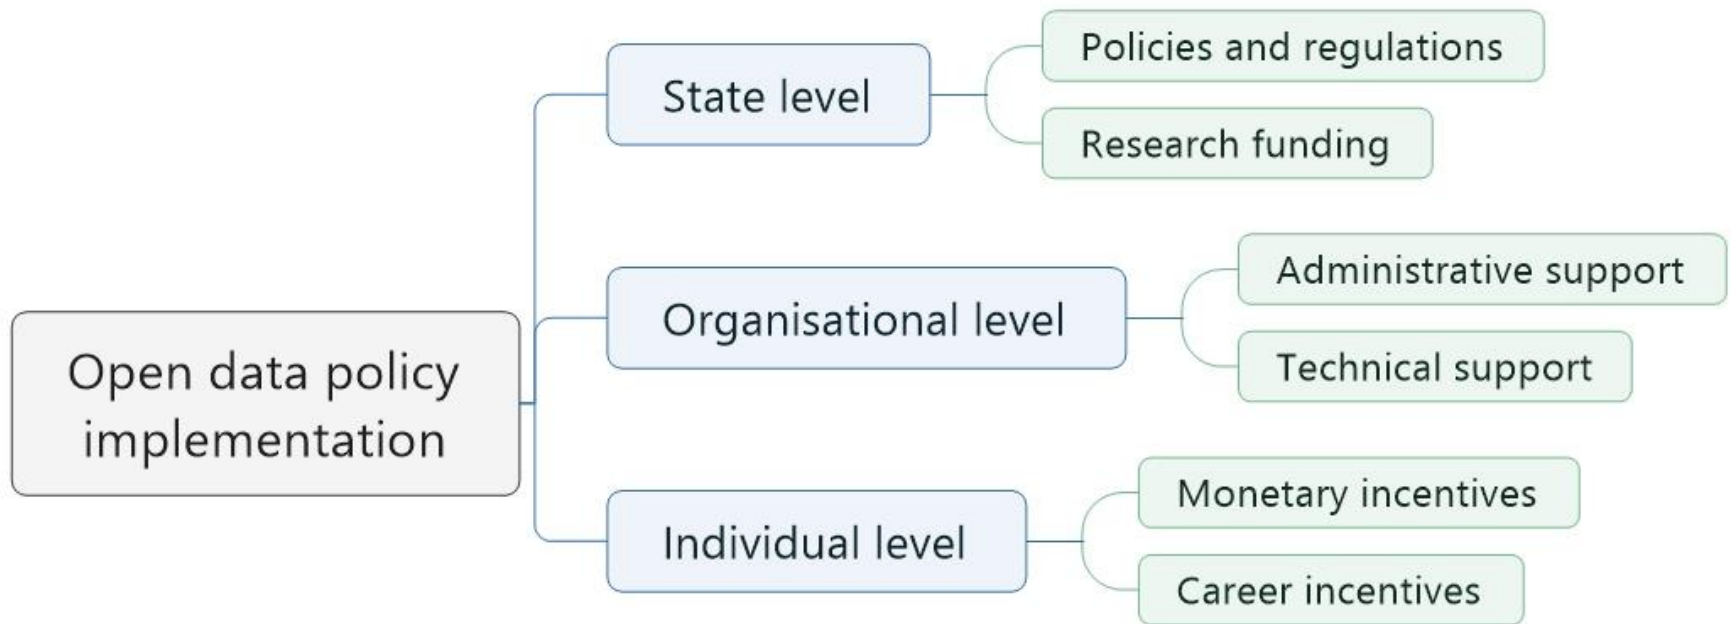 Open data policy
implementation
State level
Policies and regulations
Research funding
Organisational level
Administrative support
Technical support
Individual level
Monetary incentives
Career incentives